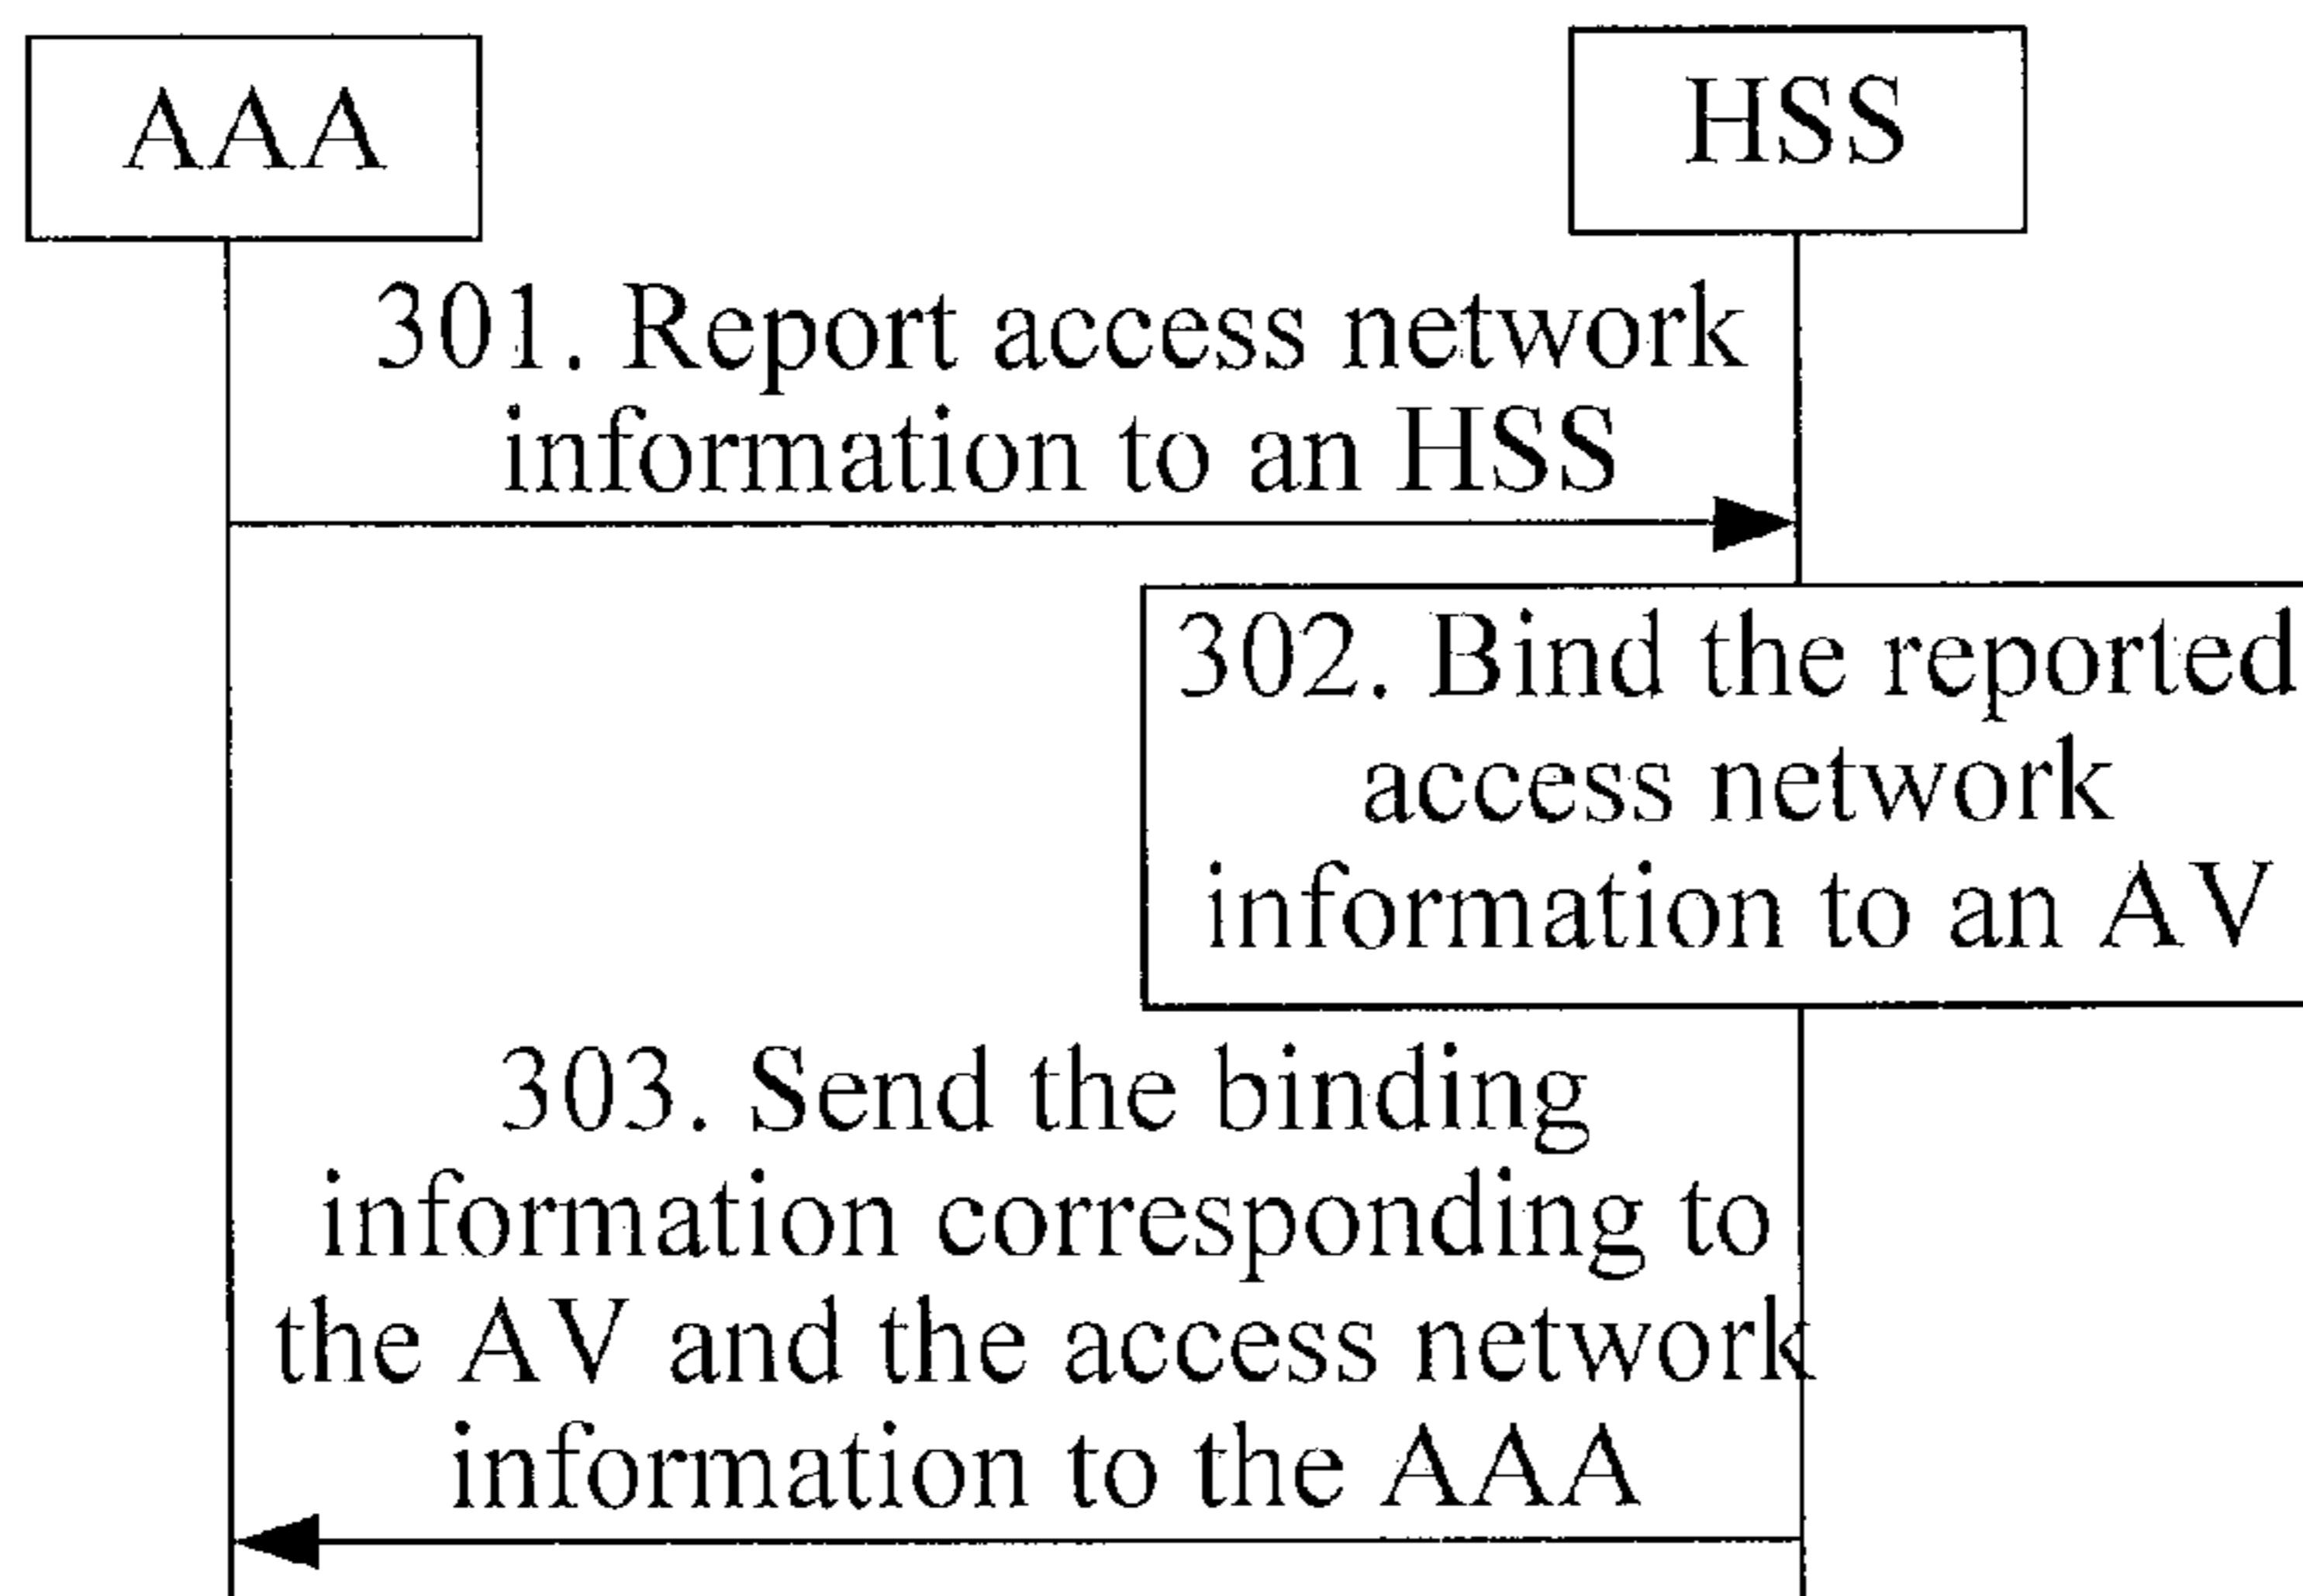 AAA
HSS
301. Report access network
information to an HSS
302. Bind the reported
access network
information to an AV
303. Send the binding
information corresponding to
the AV and the access network
information to the AAA